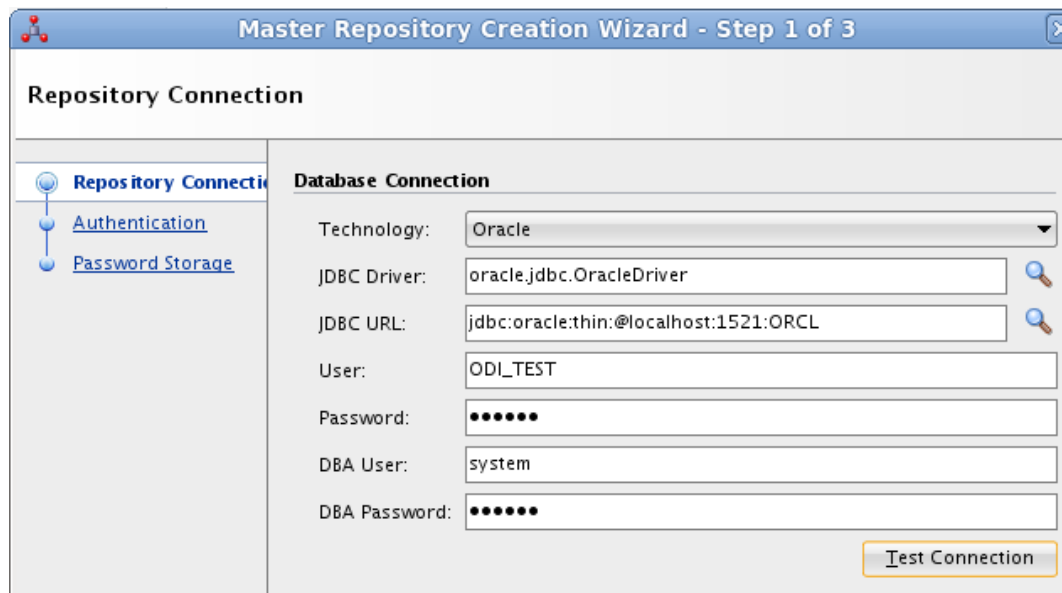 Master Repository Creation Wizard - Step 1 of 3
Repository Connection
Repository Connecti
Authentication
Password Storage
Database Connection
Technology: Oracle
JDBC Driver: oracle.jdbc.OracleDriver
JDBC URL: jdbc:oracle:thin:@localhost:1521:ORCL
User: ODI_TEST
Password: ●●●●●●
DBA User: system
DBA Password: ●●●●●●
Test Connection